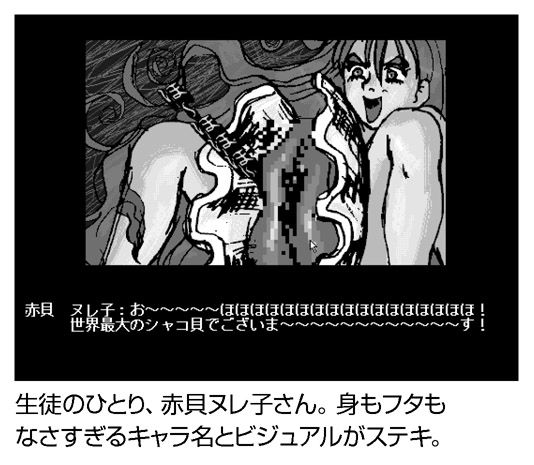 赤貝　ヌレ子：お～～～～～ほほほほほほほほほほほほほほほほほ！
世界最大のシャコ貝でございま～～～～～～～～～～～～す！
生徒のひとり、赤貝ヌレ子さん。身もフタも
なさすぎるキャラ名とビジュアルがステキ。